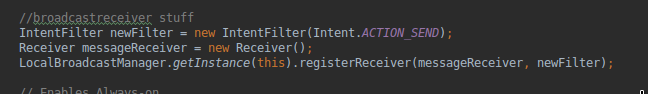 //broadcastreceiver stuff
IntentFilter newFilter = new IntentFilter(Intent.ACTION_SEND);
Receiver messageReceiver = new Receiver();
LocalBroadcastManager.getInstance(this).registerReceiver(messageReceiver, newFilter);
// Enables Always-on